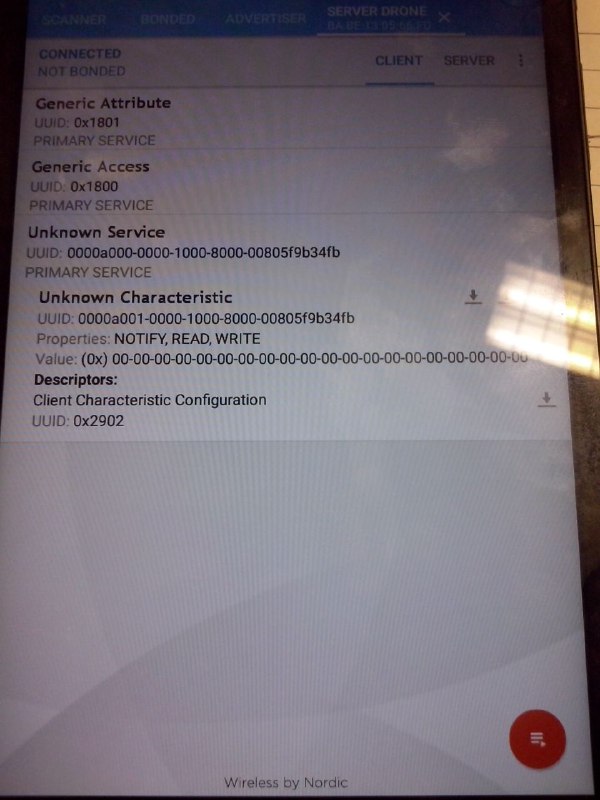 SCANNER BONDED ADVERTISER SERVER DRONE
CONNECTED
NOT BONDED
CLIENT SERVER
Generic Attribute
UUID: 0x1801
PRIMARY SERVICE
Generic Access
UUID: 0x1800
PRIMARY SERVICE
Unknown Service
UUID: 0000a000-0000-1000-8000-00805f9b34fb
PRIMARY SERVICE
Unknown Characteristic
UUID: 0000a001-0000-1000-8000-00805f9b34fb
Properties: NOTIFY, READ, WRITE
Value: (0x) 00-00-00-00-00-00-00-00-00-00-00-00-00-00-00-00-00-00-00-00
Descriptors:
Client Characteristic Configuration
UUID: 0x2902
Wireless by Nordic